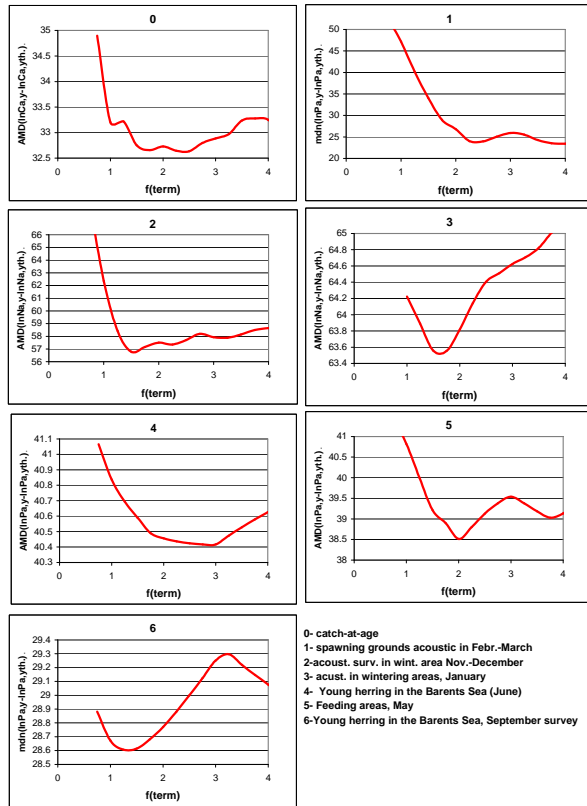 0
AMD(lnCa,y-lnCa,yth.).
35
34.5
34
33.5
33
32.5
0 1 2 3 4
f(term)
1
mdn(lnPa,y-lnPa,yth.).
50
45
40
35
30
25
20
0 1 2 3 4
f(term)
2
AMD(lnNa,y-lnNa,yth.).
66
65
64
63
62
61
60
59
58
57
56
0 1 2 3 4
f(term)
3
AMD(lnNa,y-lnNa,yth.).
65
64.8
64.6
64.4
64.2
64
63.8
63.6
63.4
0 1 2 3 4
f(term)
4
AMD(lnPa,y-lnPa,yth.).
41.1
41
40.9
40.8
40.7
40.6
40.5
40.4
40.3
0 1 2 3 4
f(term)
5
AMD(lnPa,y-lnPa,yth.).
41
40.5
40
39.5
39
38.5
38
0 1 2 3 4
f(term)
6
mdn(lnPa,y-lnPa,yth.).
29.4
29.3
29.2
29.1
29
28.9
28.8
28.7
28.6
28.5
0 1 2 3 4
f(term)
0- catch-at-age
1- spawning grounds acoustic in Febr.-March
2-acoust. surv. in wint. area Nov.-December
3- acust. in wintering areas, January
4- Young herring in the Barents Sea (June)
5- Feeding areas, May
6-Young herring in the Barents Sea, September survey